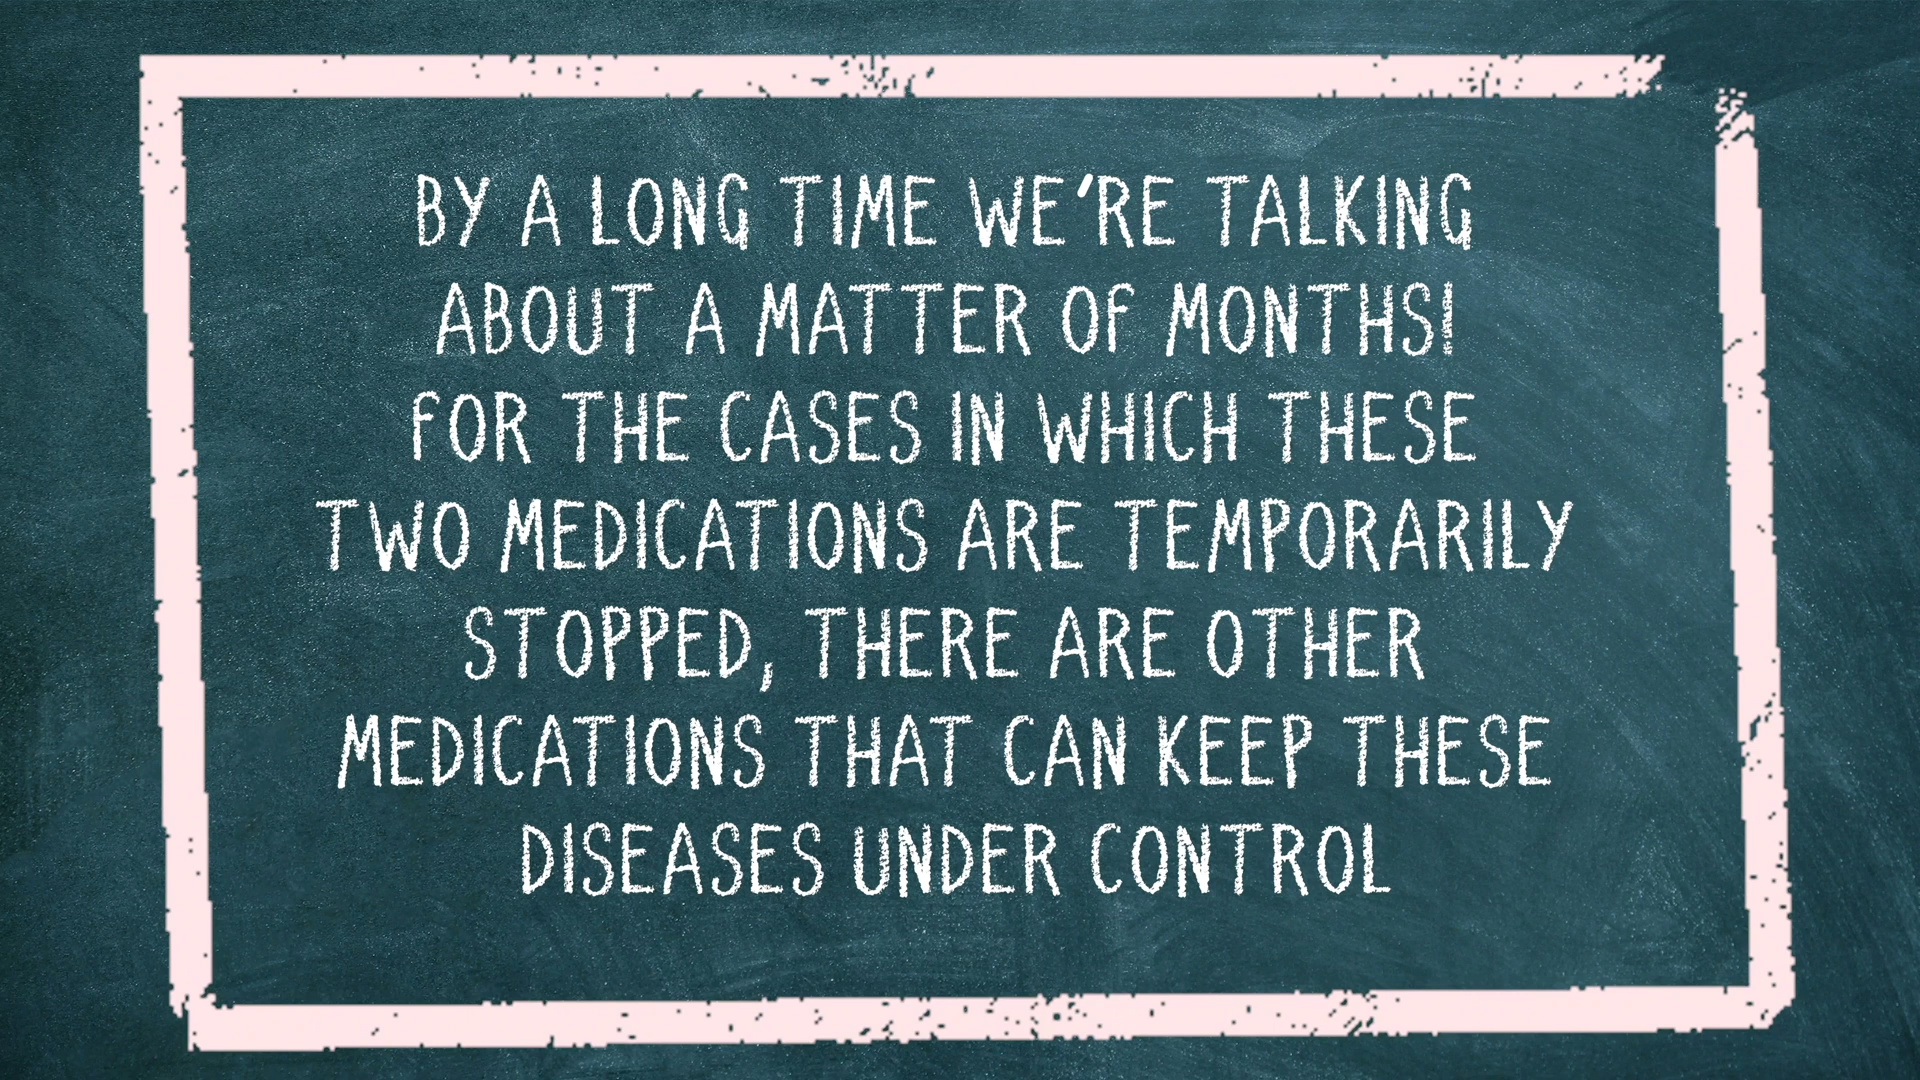 BY A LONG TIME WE'RE TALKING
ABOUT A MATTER OF MONTHS!
FOR THE CASES IN WHICH THESE
TWO MEDICATIONS ARE TEMPORARILY
STOPPED, THERE ARE OTHER
MEDICATIONS THAT CAN KEEP THESE
DISEASES UNDER CONTROL